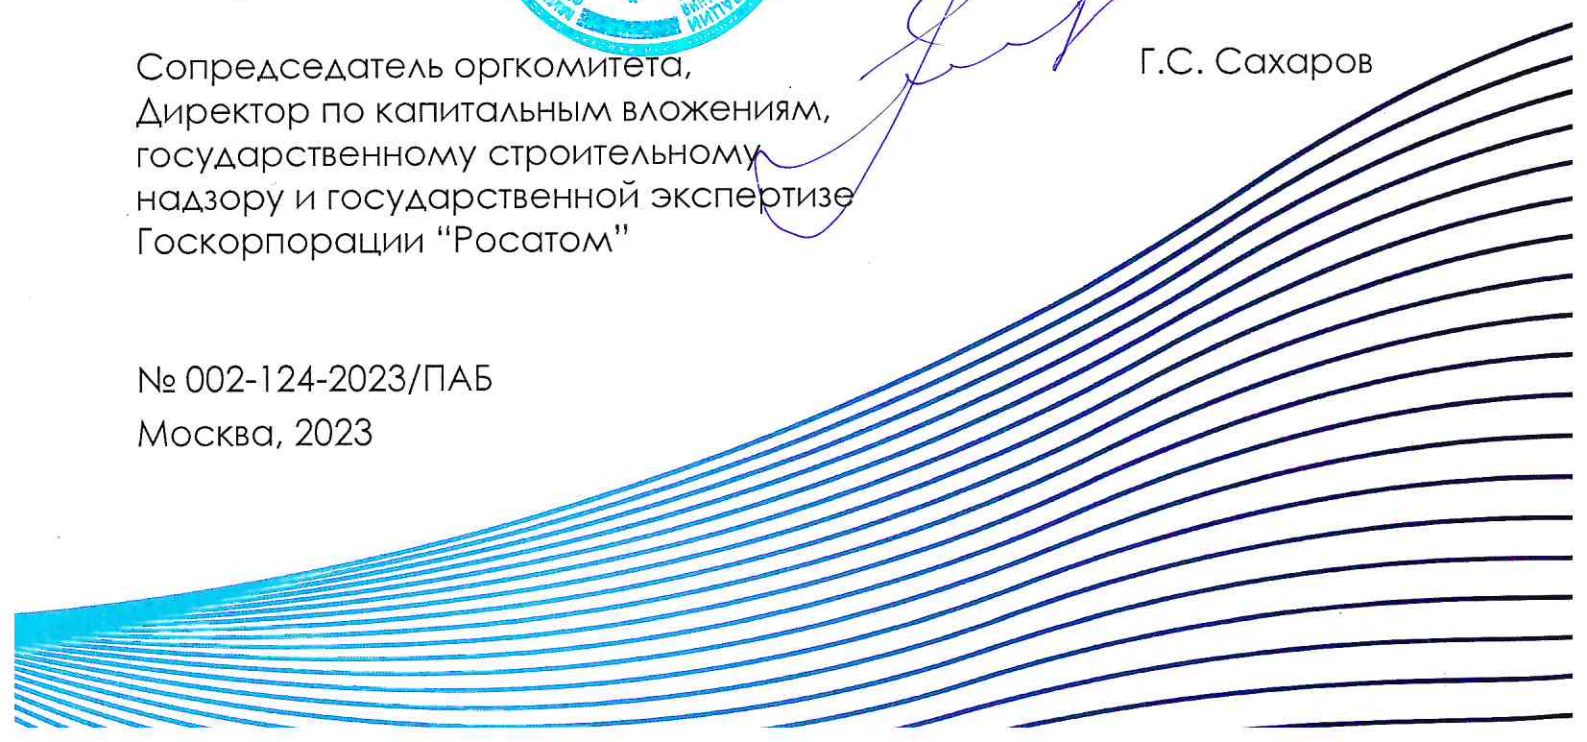 Сопредседатель оргкомитета,
Г.С. Сахаров
Директор по капитальным вложениям,
государственному строительному
надзору и государственной экспертизе
Госкорпорации “Росатом”
№ 002-124-2023/ПАБ
Москва, 2023